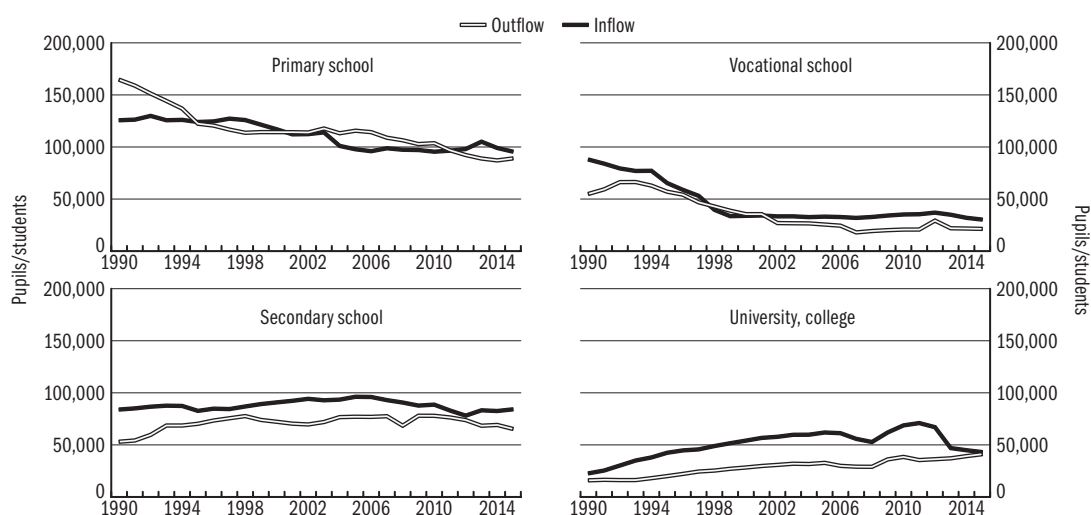 Outflow Inflow
200,000
150,000
100,000
50,000
0
Pupils/students
Primary school
1990 1994 1998 2002 2006 2010 2014
Vocational school
200,000
150,000
100,000
50,000
0
Pupils/students
1990 1994 1998 2002 2006 2010 2014
200,000
150,000
100,000
50,000
0
Secondary school
1990 1994 1998 2002 2006 2010 2014
University, college
200,000
150,000
100,000
50,000
0
1990 1994 1998 2002 2006 2010 2014